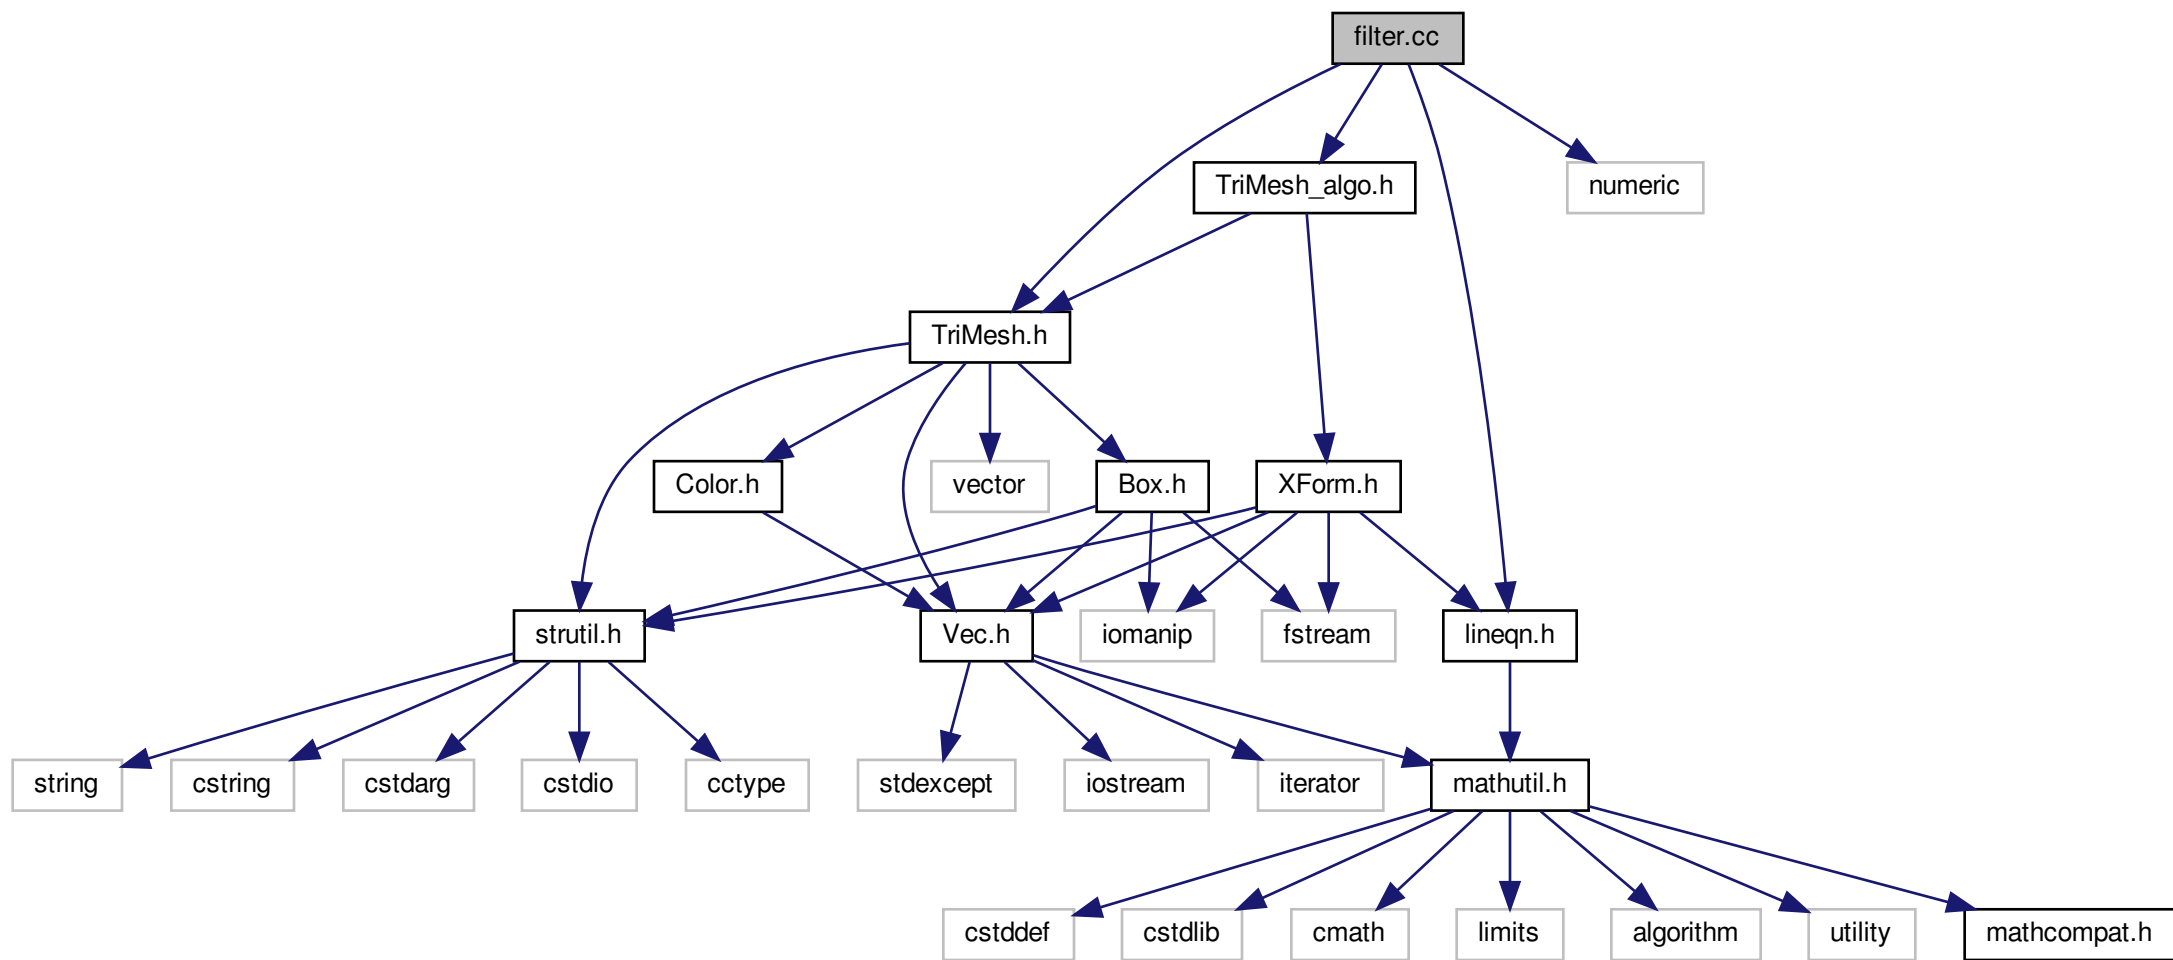 filter.cc
TriMesh_algo.h
numeric
TriMesh.h
Color.h
vector
Box.h
XForm.h
strutil.h
Vec.h
iomanip
fstream
lineqn.h
string
cstring
cstdarg
cstdio
cctype
stdexcept
iostream
iterator
mathutil.h
cstddef
cstdlib
cmath
limits
algorithm
utility
mathcompat.h